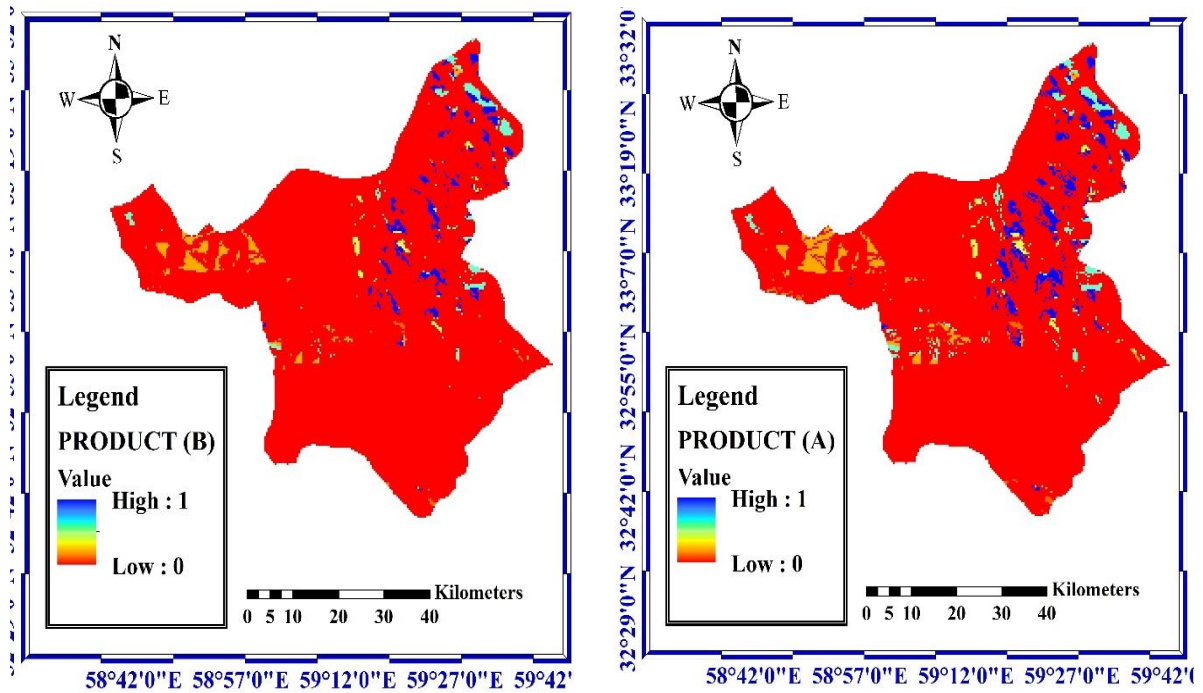 N
W E
S
Legend
PRODUCT (B)
Value
High : 1
Low : 0
Kilometers
0 5 10 20 30 40
58°42'0"E 58°57'0"E 59°12'0"E 59°27'0"E 59°42'
33°32
33°19'0"N
33°7'0"N
32°55'0"N
32°42'0"N
32°29'0"N
N
W E
S
Legend
PRODUCT (A)
Value
High : 1
Low : 0
Kilometers
0 5 10 20 30 40
58°42'0"E 58°57'0"E 59°12'0"E 59°27'0"E 59°42'